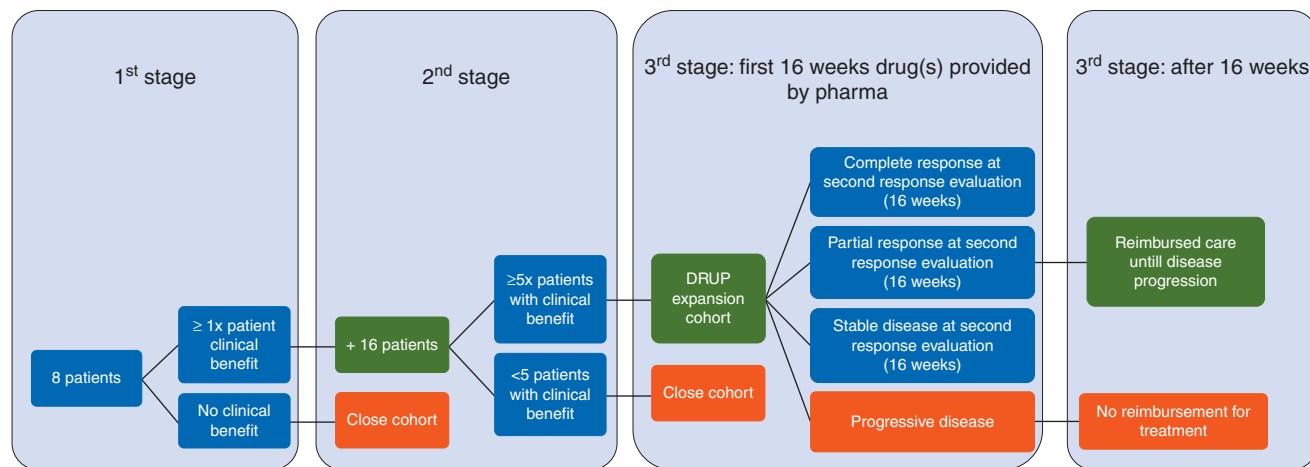 1st stage
8 patients
≥ 1x patient
clinical
benefit
No clinical
benefit
2nd stage
+ 16 patients
Close cohort
≥5x patients
with clinical
benefit
<5 patients
with clinical
benefit
3rd stage: first 16 weeks drug(s) provided
by pharma
DRUP
expansion
cohort
Close cohort
Complete response at
second response evaluation
(16 weeks)
Partial response at second
response evaluation
(16 weeks)
Stable disease at second
response evaluation
(16 weeks)
Progressive disease
3rd stage: after 16 weeks
Reimbursed care
untill disease
progression
No reimbursement for
treatment